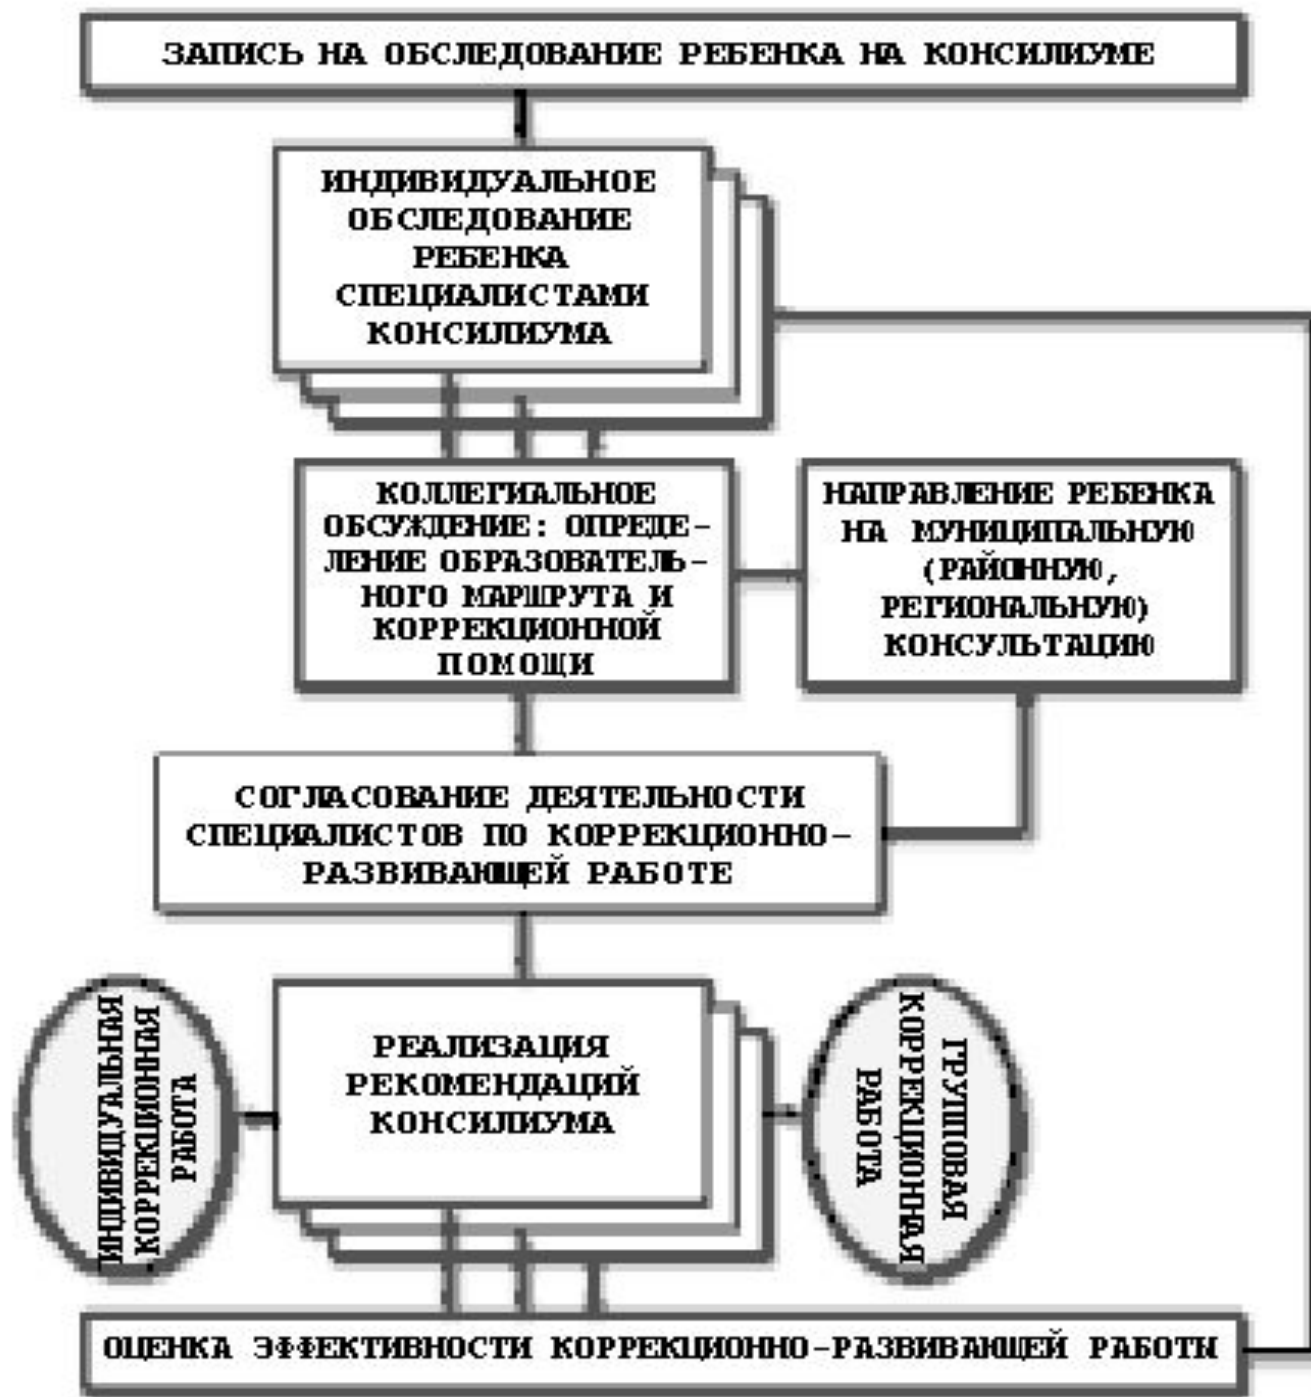 ЗАПИСЬ НА ОБСЛЕДОВАНИЕ РЕБЕНКА НА КОНСИЛИУМЕ
ИНДИВИДУАЛЬНОЕ
ОБСЛЕДОВАНИЕ
РЕБЕНКА
СПЕЦИАЛИСТАМИ
КОНСИЛИУМА
КОЛЛЕГИАЛЬНОЕ
ОБСУЖДЕНИЕ: ОПРЕДЕ-
ЛЕНИЕ ОБРАЗОВАТЕЛЬ-
НОГО МАРШРУТА И
КОРРЕКЦИОННОЙ
ПОМОЩИ
НАПРАВЛЕНИЕ РЕБЕНКА
НА МУНИЦИПАЛЬНУЮ
(РАЙОННУЮ,
РЕГИОНАЛЬНУЮ)
КОНСУЛЬТАЦИЮ
СОГЛАСОВАНИЕ ДЕЯТЕЛЬНОСТИ
СПЕЦИАЛИСТОВ ПО КОРРЕКЦИОННО-
РАЗВИВАЮЩЕЙ РАБОТЕ
ИНДИВИДУАЛЬНАЯ
КОРРЕКЦИОННАЯ
РАБОТА
РЕАЛИЗАЦИЯ
РЕКОМЕНДАЦИЙ
КОНСИЛИУМА
ГРУППОВАЯ
КОРРЕКЦИОННАЯ
РАБОТА
ОЦЕНКА ЭФФЕКТИВНОСТИ КОРРЕКЦИОННО-РАЗВИВАЮЩЕЙ РАБОТЫ